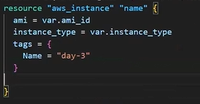 resource "aws_instance" "name" {
  ami = var.ami_id
  instance_type = var.instance_type
  tags = {
    Name = "day-3"
  }
}